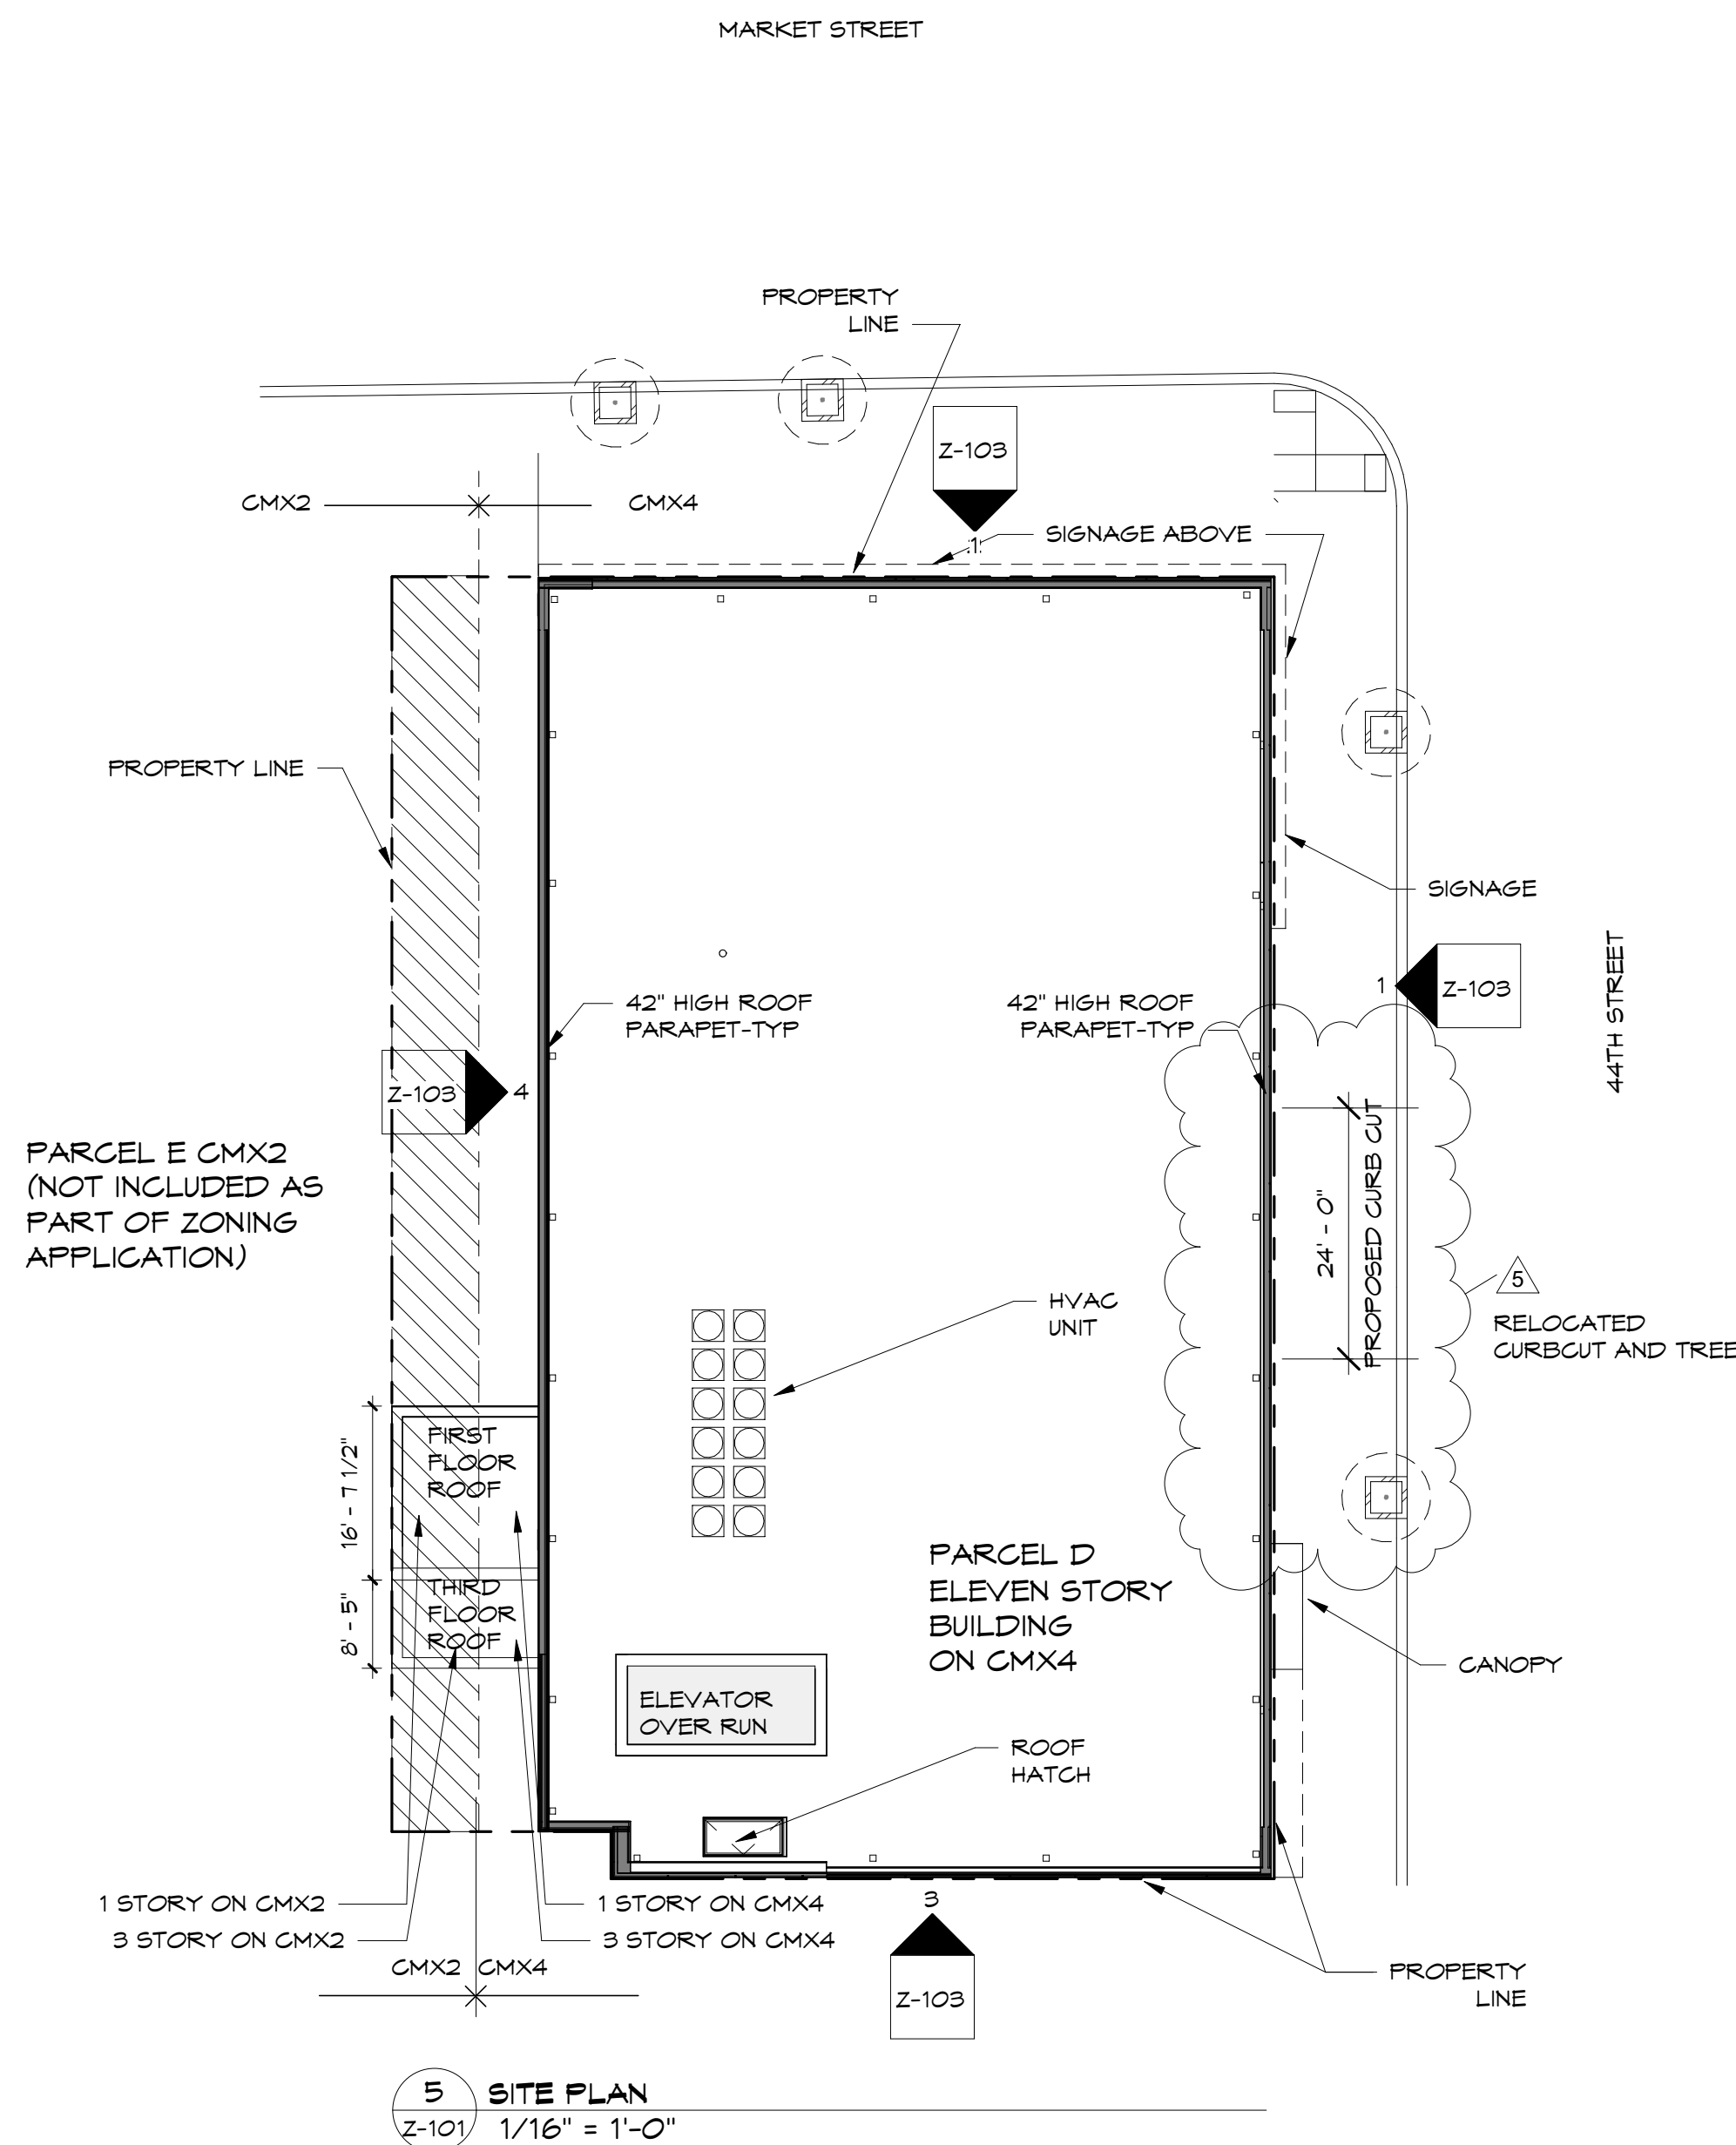 MARKET STREET
PROPERTY
LINE
Z-103
1
CMX2
CMX4
SIGNAGE ABOVE
PROPERTY LINE
SIGNAGE
44TH STREET
1
Z-103
42" HIGH ROOF
PARAPET-TYP
42" HIGH ROOF
PARAPET-TYP
Z-103
4
PARCEL E CMX2
(NOT INCLUDED AS
PART OF ZONING
APPLICATION)
24' - 0"
PROPOSED CURB CUT
5
RELOCATED
CURBCUT AND TREE
HVAC
UNIT
16' - 7 1/2"
FIRST
FLOOR
ROOF
8' - 5"
THIRD
FLOOR
ROOF
PARCEL D
ELEVEN STORY
BUILDING
ON CMX4
CANOPY
ELEVATOR
OVER RUN
ROOF
HATCH
1 STORY ON CMX2
1 STORY ON CMX4
3 STORY ON CMX2
3 STORY ON CMX4
CMX2
CMX4
3
Z-103
PROPERTY
LINE
5
SITE PLAN
Z-101
1/16" = 1'-0"